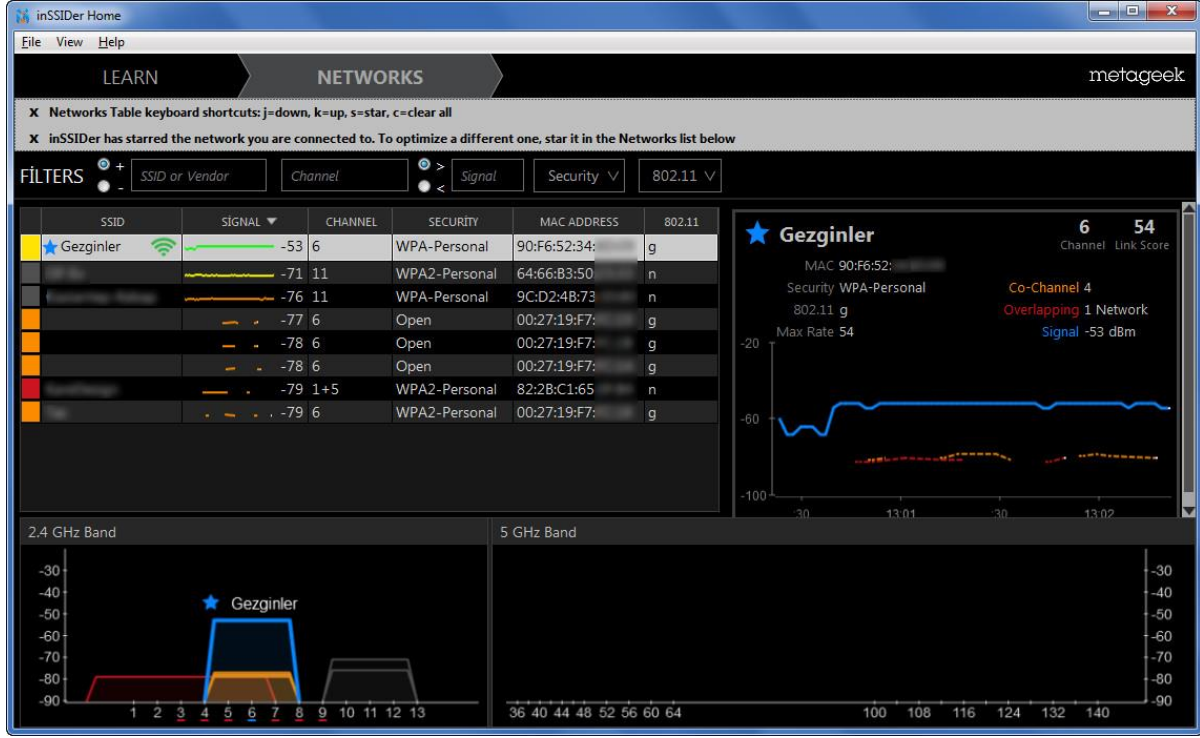 inSSIDer Home
File View Help
LEARN NETWORKS metageek
x Networks Table keyboard shortcuts: j=down, k=up, s=star, c=clear all
x inSSIDer has starred the network you are connected to. To optimize a different one, star it in the Networks list below
FİLTERS + - SSID or Vendor Channel > < Signal Security 802.11
SSID SİGNAL CHANNEL SECURİTY MAC ADDRESS 802.11
Gezginler -53 6 WPA-Personal 90:F6:52:34: g
-71 11 WPA2-Personal 64:66:B3:50 n
-76 11 WPA-Personal 9C:D2:4B:73 n
-77 6 Open 00:27:19:F7: g
-78 6 Open 00:27:19:F7: g
-78 6 Open 00:27:19:F7: g
-79 1+5 WPA2-Personal 82:2B:C1:65 n
-79 6 WPA2-Personal 00:27:19:F7: g
Gezginler 6 54
Channel Link Score
MAC 90:F6:52:
Security WPA-Personal Co-Channel 4
802.11 g Overlapping 1 Network
Max Rate 54 Signal -53 dBm
-20
-60
-100
:30 13:01 :30 13:02
2.4 GHz Band
-30
-40
-50
-60
-70
-80
-90
Gezginler
1 2 3 4 5 6 7 8 9 10 11 12 13
5 GHz Band
-30
-40
-50
-60
-70
-80
-90
36 40 44 48 52 56 60 64 100 108 116 124 132 140